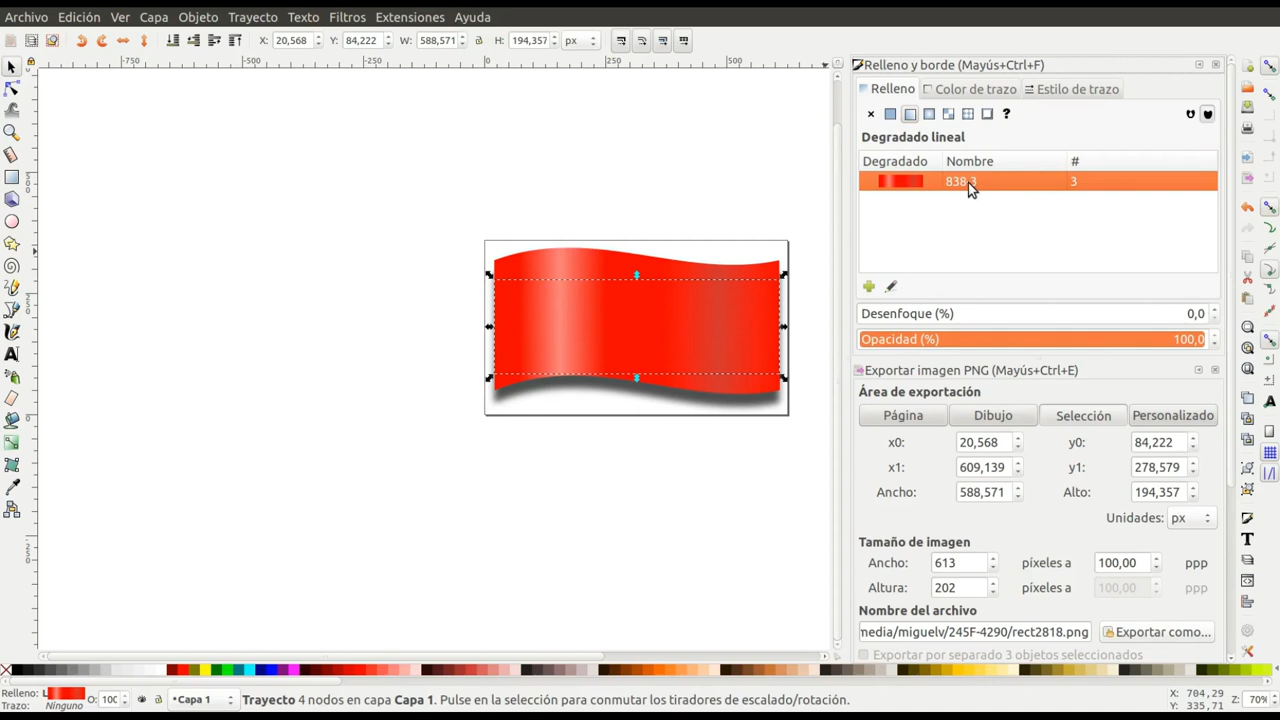 Archivo Edición Ver Capa Objeto Trayecto Texto Filtros Extensiones Ayuda
X: 20,568 Y: 84,222 W: 588,571 H: 194,357 px
-750 -500 -250 0 250 500
Relleno y borde (Mayús+Ctrl+F)
Relleno Color de trazo Estilo de trazo
?
Degradado lineal
Degradado Nombre #
838.3 3
Desenfoque (%) 0,0
Opacidad (%) 100,0
Exportar imagen PNG (Mayús+Ctrl+E)
Área de exportación
Página Dibujo Selección Personalizado
x0: 20,568 y0: 84,222
x1: 609,139 y1: 278,579
Ancho: 588,571 Alto: 194,357
Unidades: px
Tamaño de imagen
Ancho: 613 píxeles a 100,00 ppp
Altura: 202 píxeles a 100,00 ppp
Nombre del archivo
media/miguelv/245F-4290/rect2818.png Exportar como...
Exportar por separado 3 objetos seleccionados
Relleno: L O: 100 Capa 1 Trayecto 4 nodos en capa Capa 1. Pulse en la selección para conmutar los tiradores de escalado/rotación. X: 704,29 Z: 70%
Trazo: Ninguno Y: 335,71